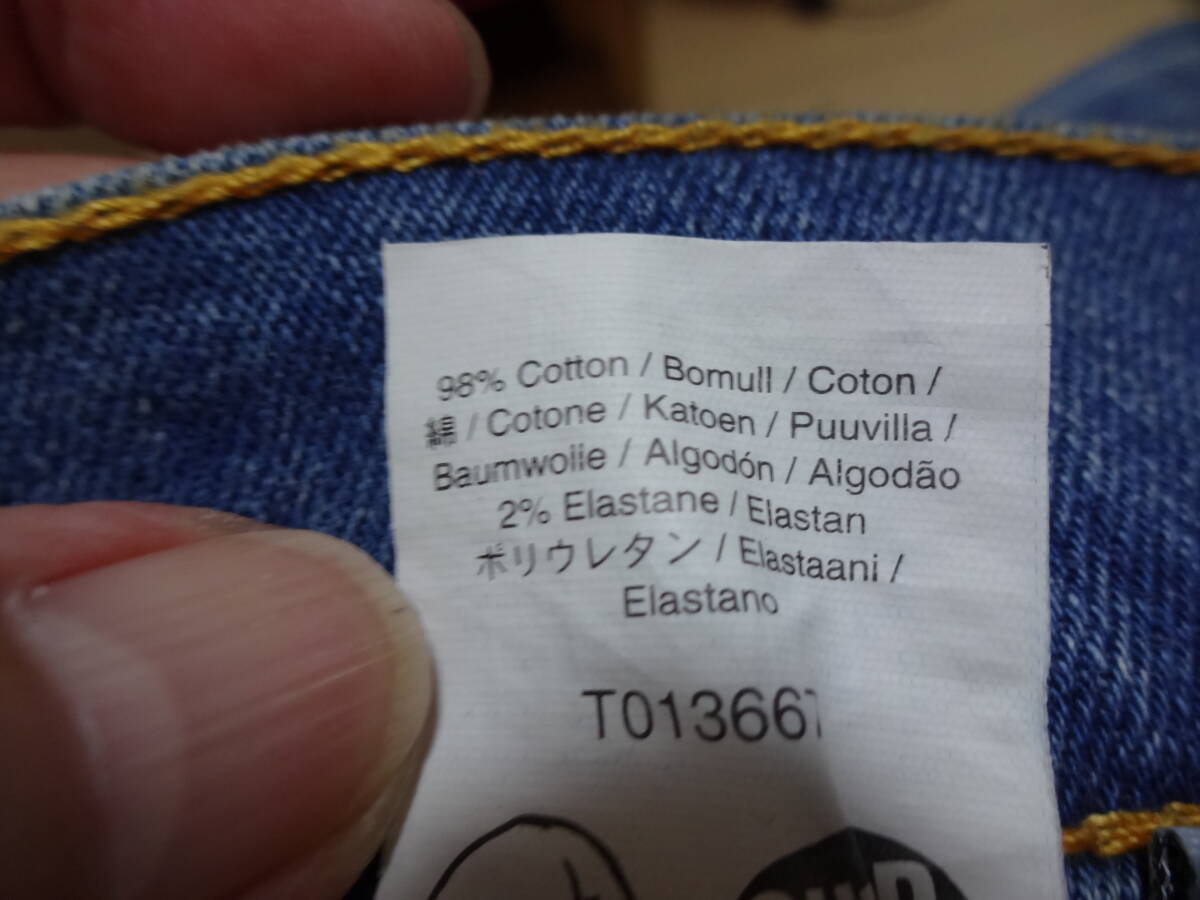 98% Cotton / Bomull / Coton /
綿 / Cotone / Katoen / Puuvilla /
Baumwolle / Algodón / Algodão
2% Elastane / Elastan
ポリウレタン / Elastaani /
Elastano
T013667